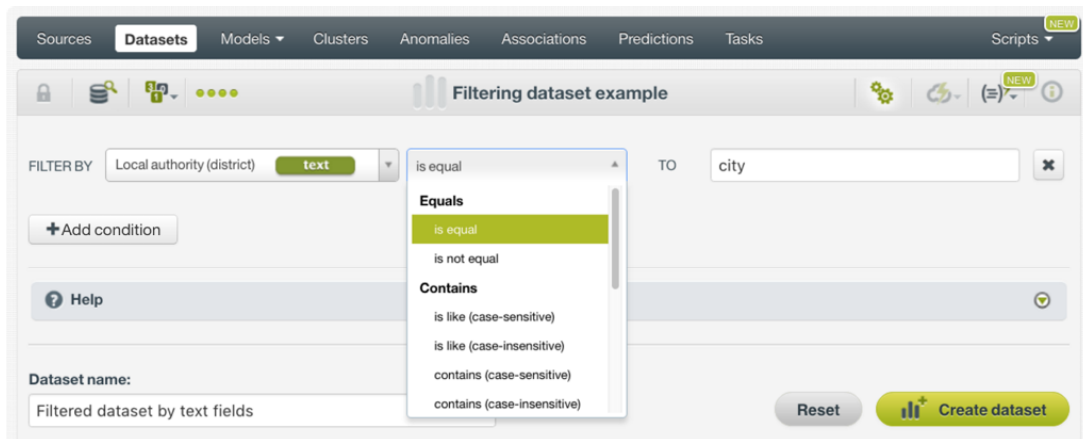 NEW
Sources Datasets Models Clusters Anomalies Associations Predictions Tasks Scripts
NEW
Filtering dataset example
FILTER BY Local authority (district) text is equal TO city
Equals
is equal
+Add condition
is not equal
Contains
Help
is like (case-sensitive)
is like (case-insensitive)
contains (case-sensitive)
contains (case-insensitive)
Dataset name:
Filtered dataset by text fields
Reset Create dataset